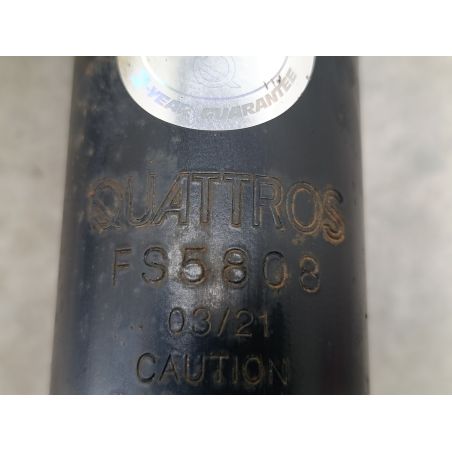 Q
-YEAR GUARANTEE
QUATTROS
FS5808
03/21
CAUTION